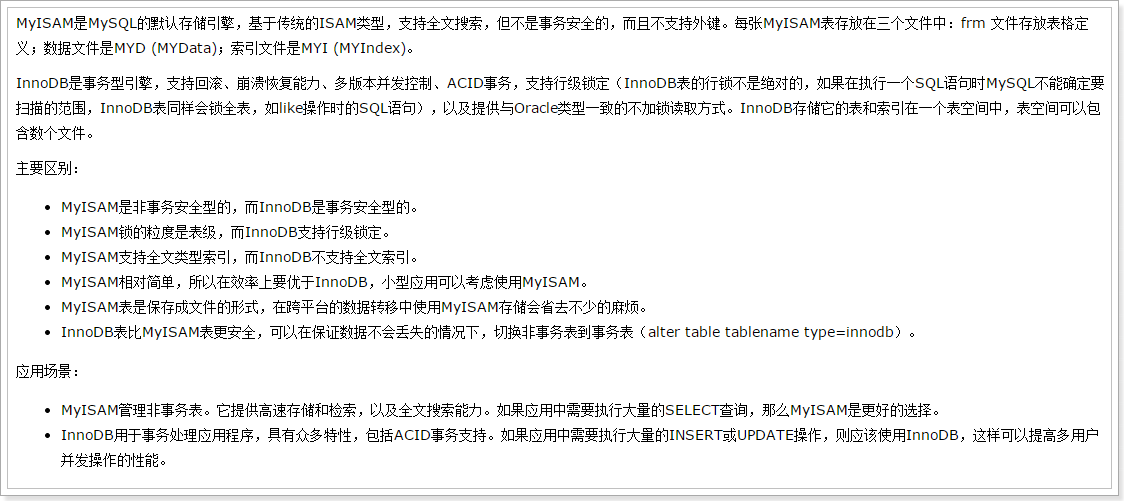 MyISAM是MySQL的默认存储引擎，基于传统的ISAM类型，支持全文搜索，但不是事务安全的，而且不支持外键。每张MyISAM表存放在三个文件中：frm 文件存放表格定
义；数据文件是MYD (MYData)；索引文件是MYI (MYIndex)。
InnoDB是事务型引擎，支持回滚、崩溃恢复能力、多版本并发控制、ACID事务，支持行级锁定（InnoDB表的行锁不是绝对的，如果在执行一个SQL语句时MySQL不能确定要
扫描的范围，InnoDB表同样会锁全表，如like操作时的SQL语句），以及提供与Oracle类型一致的不加锁读取方式。InnoDB存储它的表和索引在一个表空间中，表空间可以包
含数个文件。
主要区别：
• MyISAM是非事务安全型的，而InnoDB是事务安全型的。
• MyISAM锁的粒度是表级，而InnoDB支持行级锁定。
• MyISAM支持全文类型索引，而InnoDB不支持全文索引。
• MyISAM相对简单，所以在效率上要优于InnoDB，小型应用可以考虑使用MyISAM。
• MyISAM表是保存成文件的形式，在跨平台的数据转移中使用MyISAM存储会省去不少的麻烦。
• InnoDB表比MyISAM表更安全，可以在保证数据不会丢失的情况下，切换非事务表到事务表（alter table tablename type=innodb）。
应用场景：
• MyISAM管理非事务表。它提供高速存储和检索，以及全文搜索能力。如果应用中需要执行大量的SELECT查询，那么MyISAM是更好的选择。
• InnoDB用于事务处理应用程序，具有众多特性，包括ACID事务支持。如果应用中需要执行大量的INSERT或UPDATE操作，则应该使用InnoDB，这样可以提高多用户
并发操作的性能。